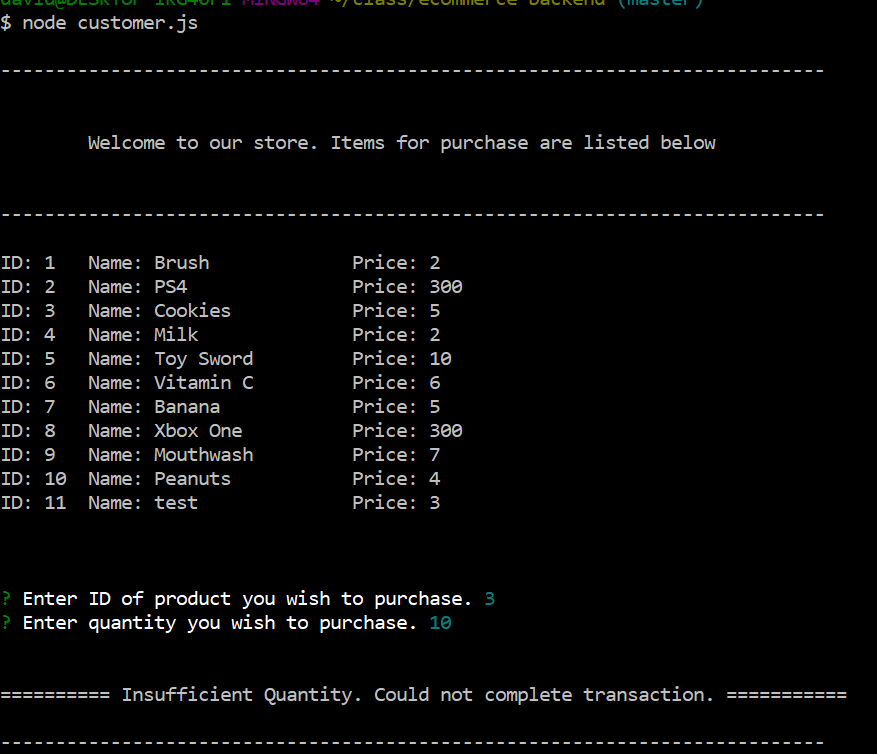 $ node customer.js
---------------------------------------------------------------------------
Welcome to our store. Items for purchase are listed below
---------------------------------------------------------------------------
ID: 1   Name: Brush             Price: 2
ID: 2   Name: PS4               Price: 300
ID: 3   Name: Cookies           Price: 5
ID: 4   Name: Milk              Price: 2
ID: 5   Name: Toy Sword         Price: 10
ID: 6   Name: Vitamin C         Price: 6
ID: 7   Name: Banana            Price: 5
ID: 8   Name: Xbox One          Price: 300
ID: 9   Name: Mouthwash         Price: 7
ID: 10  Name: Peanuts           Price: 4
ID: 11  Name: test              Price: 3
? Enter ID of product you wish to purchase. 3
? Enter quantity you wish to purchase. 10
========== Insufficient Quantity. Could not complete transaction. ===========
---------------------------------------------------------------------------